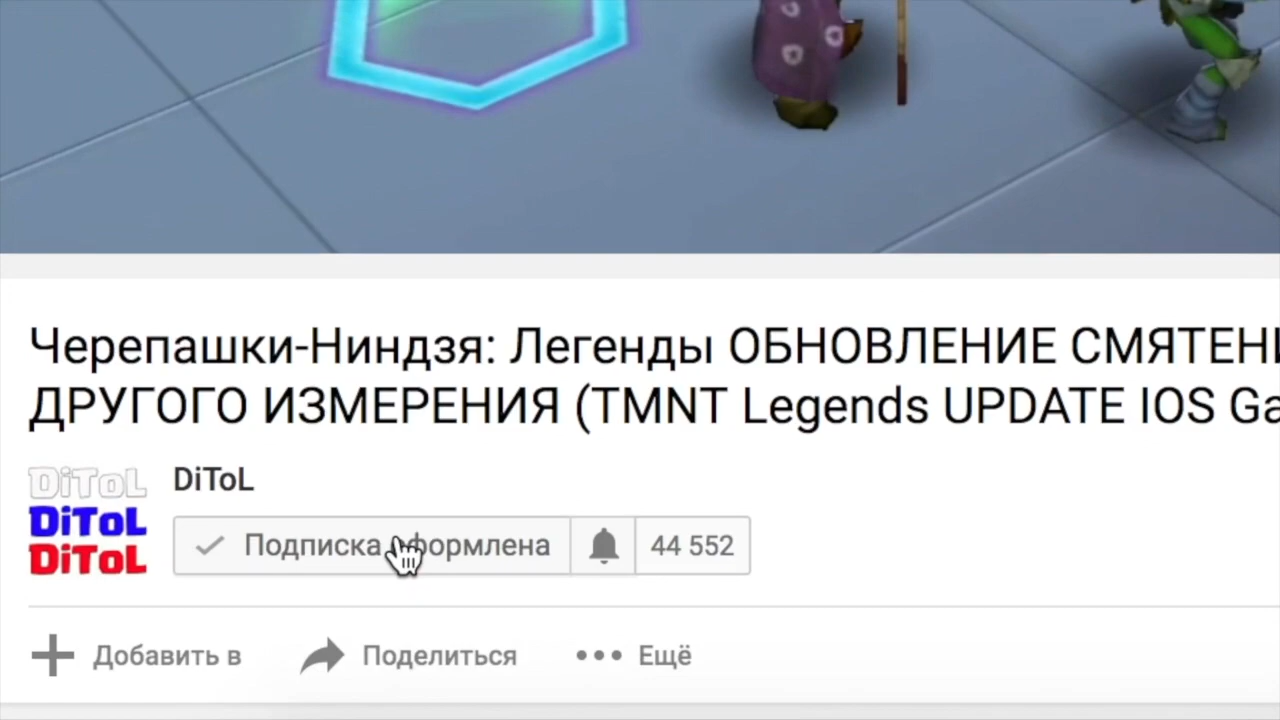 Черепашки-Ниндзя: Легенды ОБНОВЛЕНИЕ
ДРУГОГО ИЗМЕРЕНИЯ (TMNT Legends UPDATE IOS
DiToL
DiToL
DiToL
DiToL
Подписка оформлена 44 552
Добавить в Поделиться Ещё